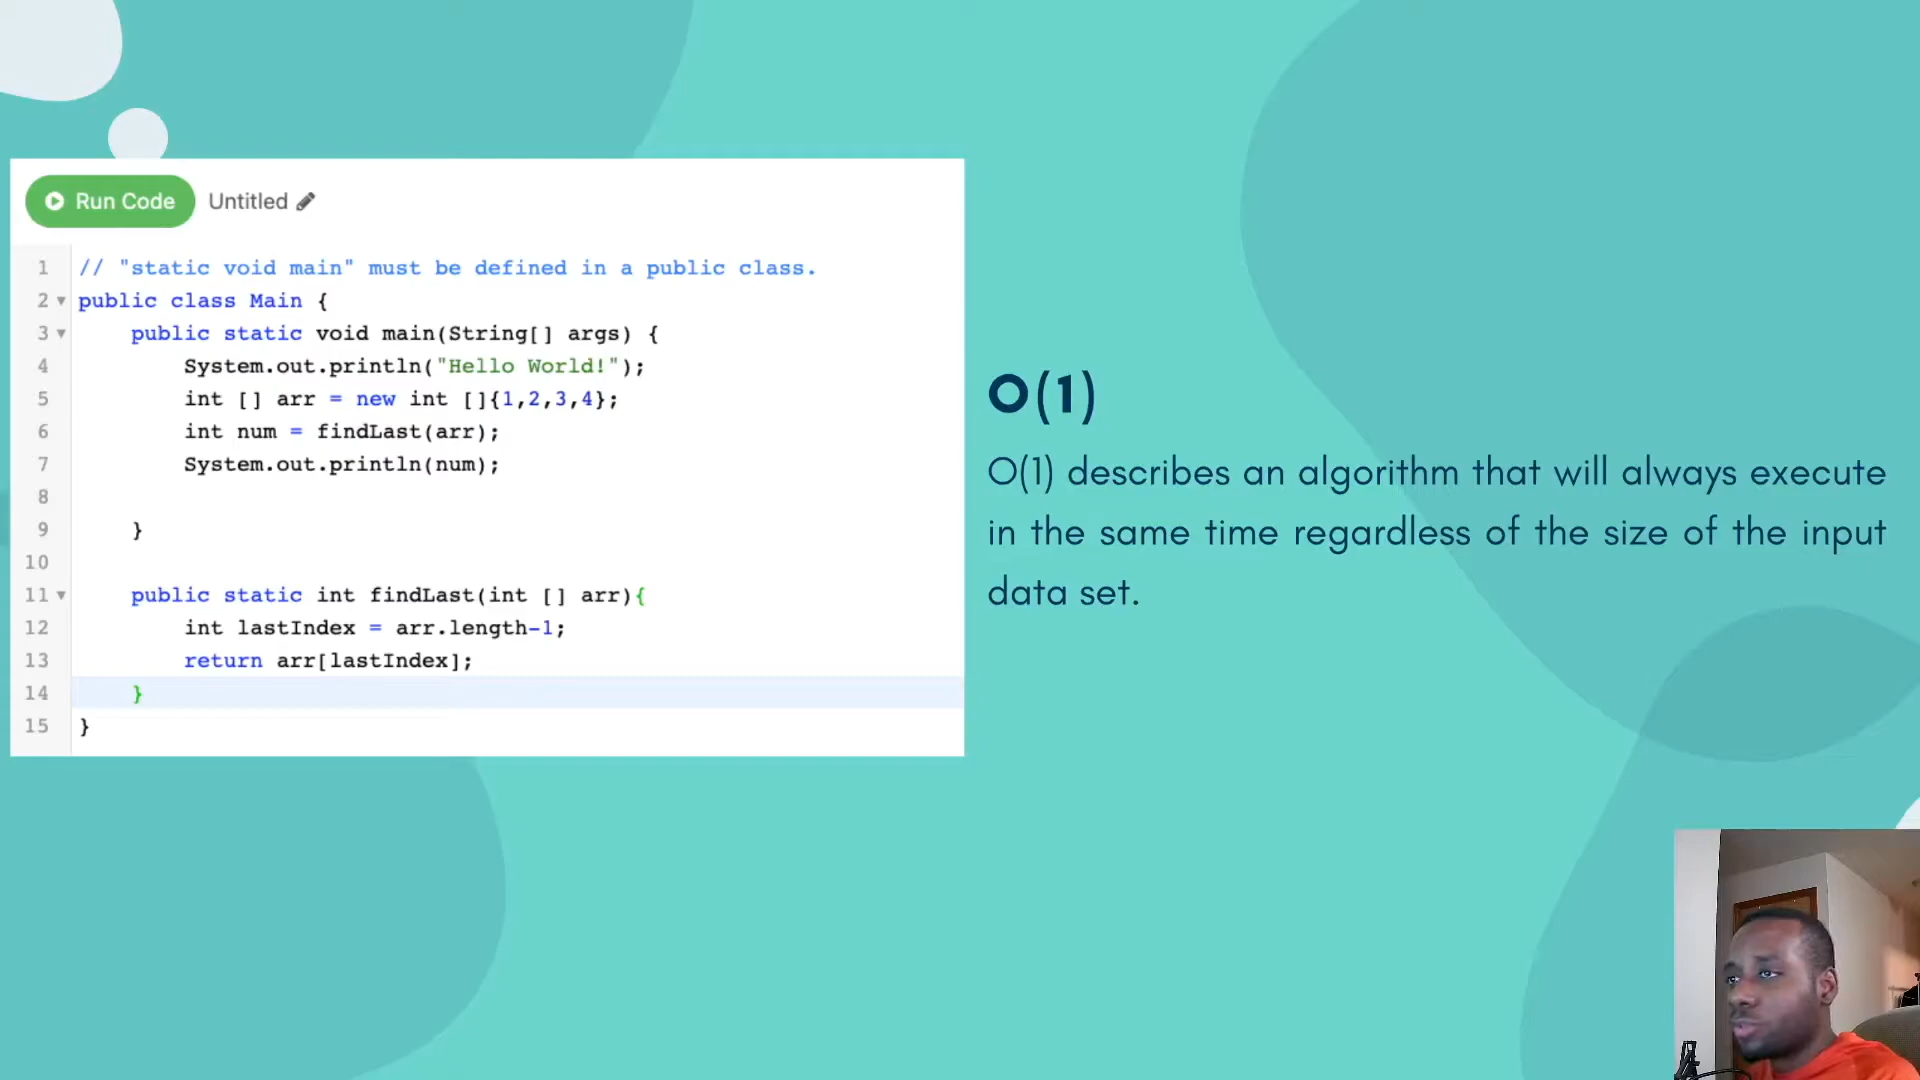 Run Code Untitled
1 // "static void main" must be defined in a public class.
2 public class Main {
3 public static void main(String[] args) {
4 System.out.println("Hello World!");
5 int [] arr = new int []{1,2,3,4};
6 int num = findLast(arr);
7 System.out.println(num);
8
9 }
10
11 public static int findLast(int [] arr){
12 int lastIndex = arr.length-1;
13 return arr[lastIndex];
14 }
15 }
O(1)
O(1) describes an algorithm that will always execute
in the same time regardless of the size of the input
data set.